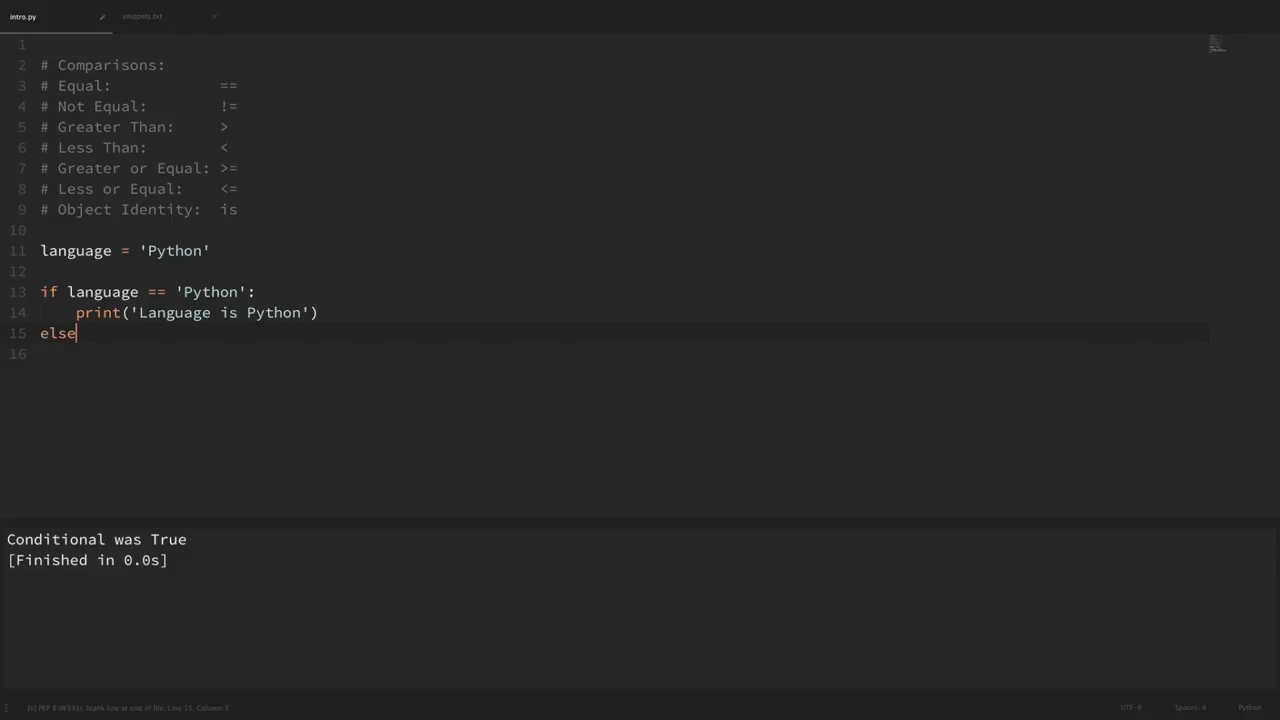 intro.py
snippets.txt
1
2 # Comparisons:
3 # Equal:            ==
4 # Not Equal:        !=
5 # Greater Than:     >
6 # Less Than:        <
7 # Greater or Equal: >=
8 # Less or Equal:    <=
9 # Object Identity:  is
10
11 language = 'Python'
12
13 if language == 'Python':
14     print('Language is Python')
15 else
16
Conditional was True
[Finished in 0.0s]
PEP 8 (W391): blank line at end of file, Line 15, Column 5
UTF-8
Spaces: 4
Python